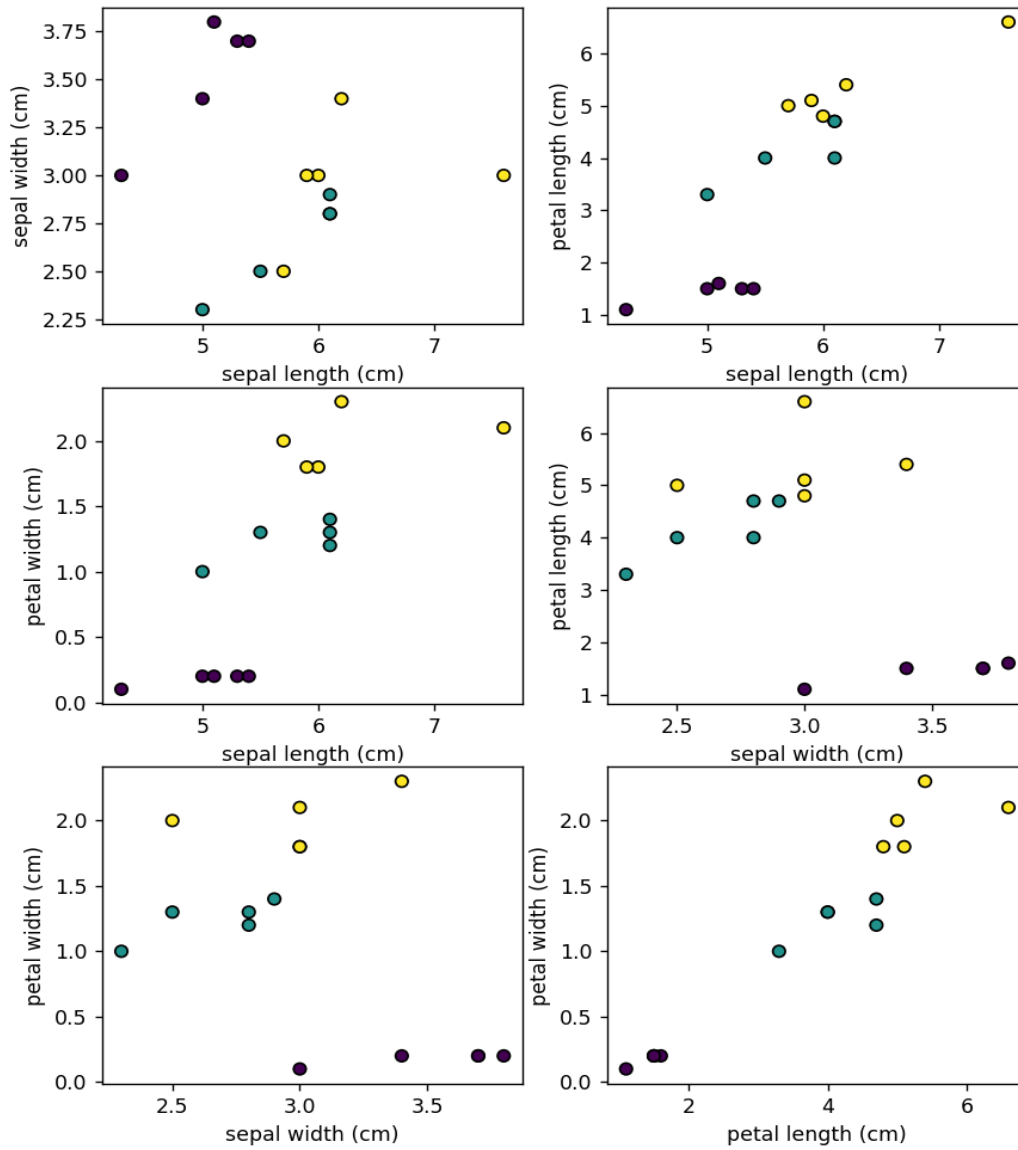 3.75
3.50
3.25
3.00
2.75
2.50
2.25
sepal width (cm)
5 6 7
sepal length (cm)
6
5
4
3
2
1
petal length (cm)
5 6 7
sepal length (cm)
2.0
1.5
1.0
0.5
0.0
petal width (cm)
5 6 7
sepal length (cm)
6
5
4
3
2
1
petal length (cm)
2.5 3.0 3.5
sepal width (cm)
2.0
1.5
1.0
0.5
0.0
petal width (cm)
2.5 3.0 3.5
sepal width (cm)
2.0
1.5
1.0
0.5
0.0
petal width (cm)
2 4 6
petal length (cm)